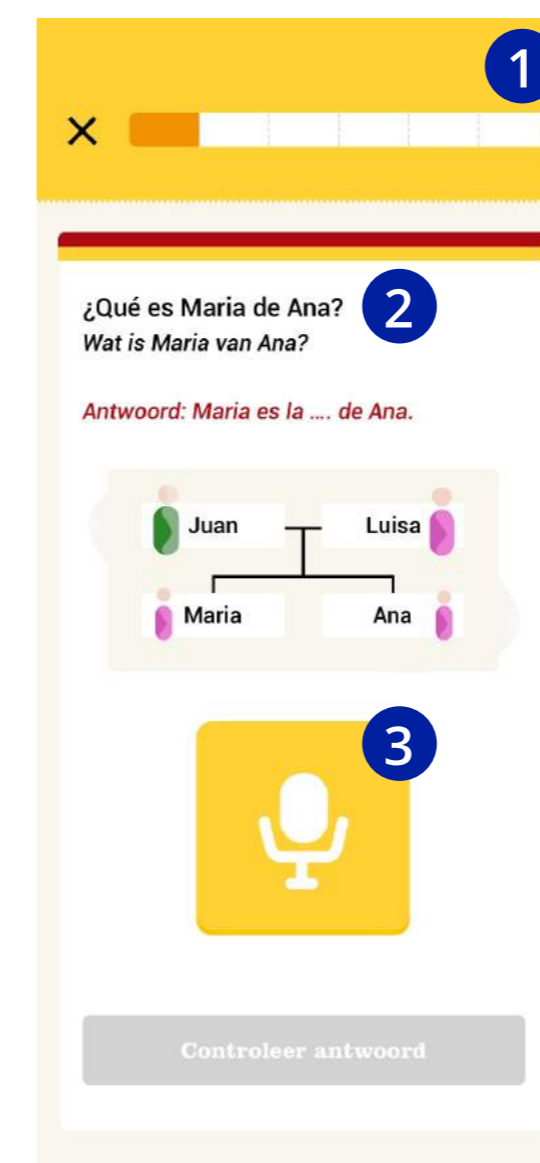 1
¿Qué es Maria de Ana?
2
Wat is Maria van Ana?
Antwoord: Maria es la .... de Ana.
Juan
Luisa
Maria
Ana
3
Controleer antwoord